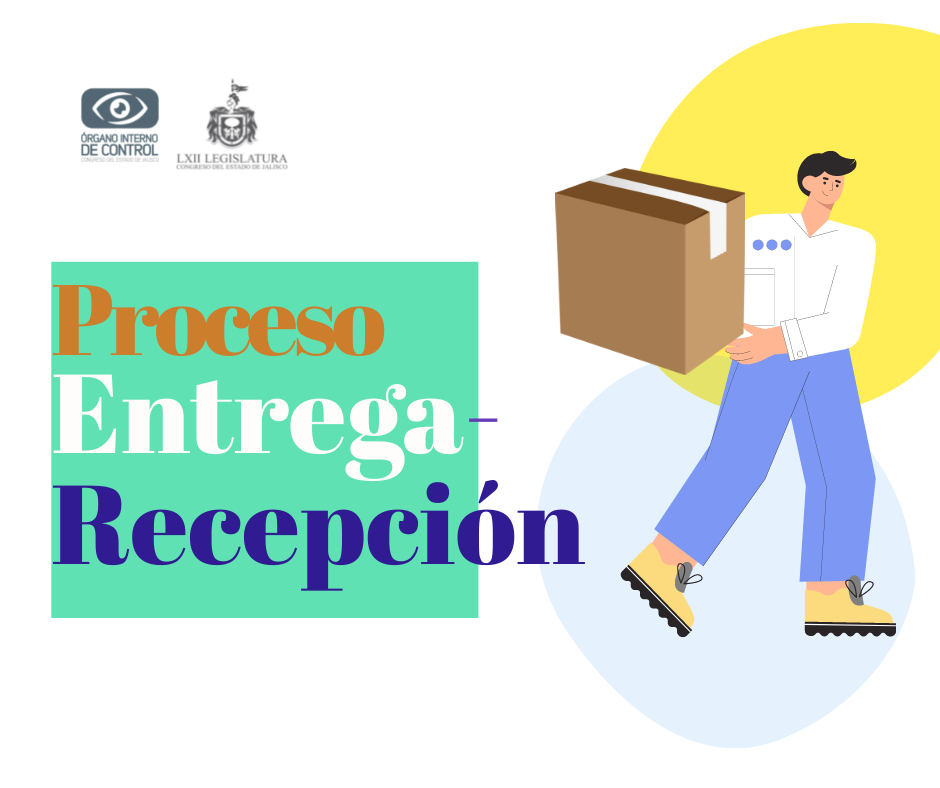 ÓRGANO INTERNO
DE CONTROL
CONGRESO DEL ESTADO DE JALISCO
LXII LEGISLATURA
CONGRESO DEL ESTADO DE JALISCO
Proceso
Entrega-
Recepción